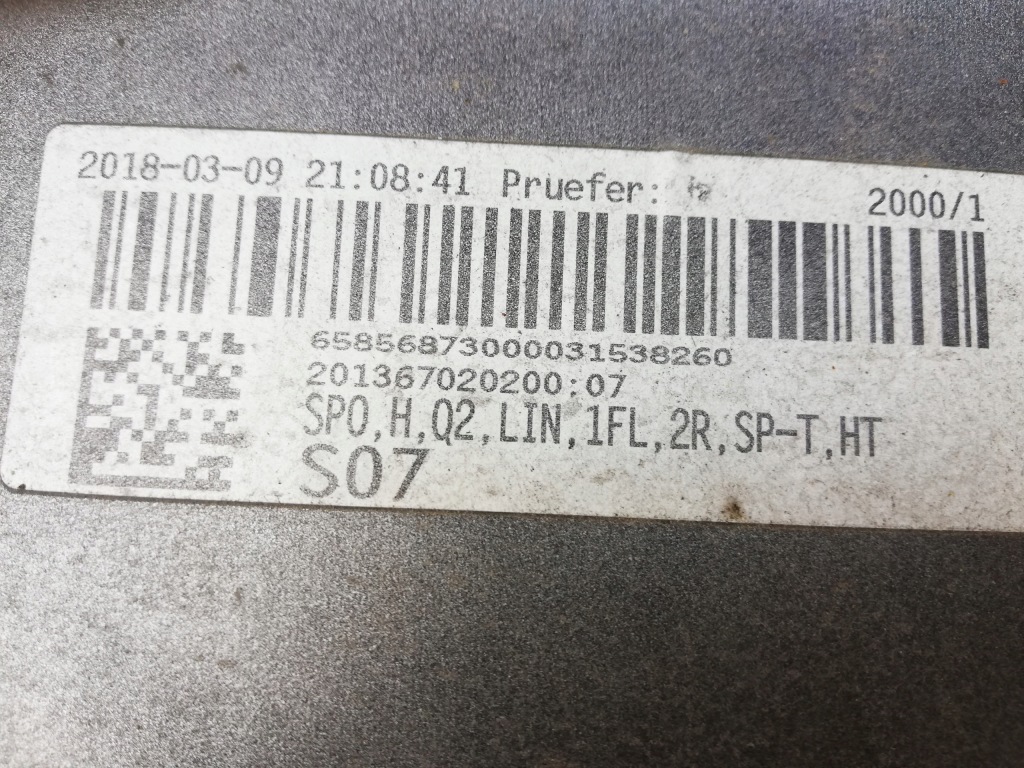 2018-03-09 21:08:41 Pruefer: 2000/1
65856873000031538260
201367020200:07
SPO,H,Q2,LIN,1FL,2R,SP-T,HT
S07